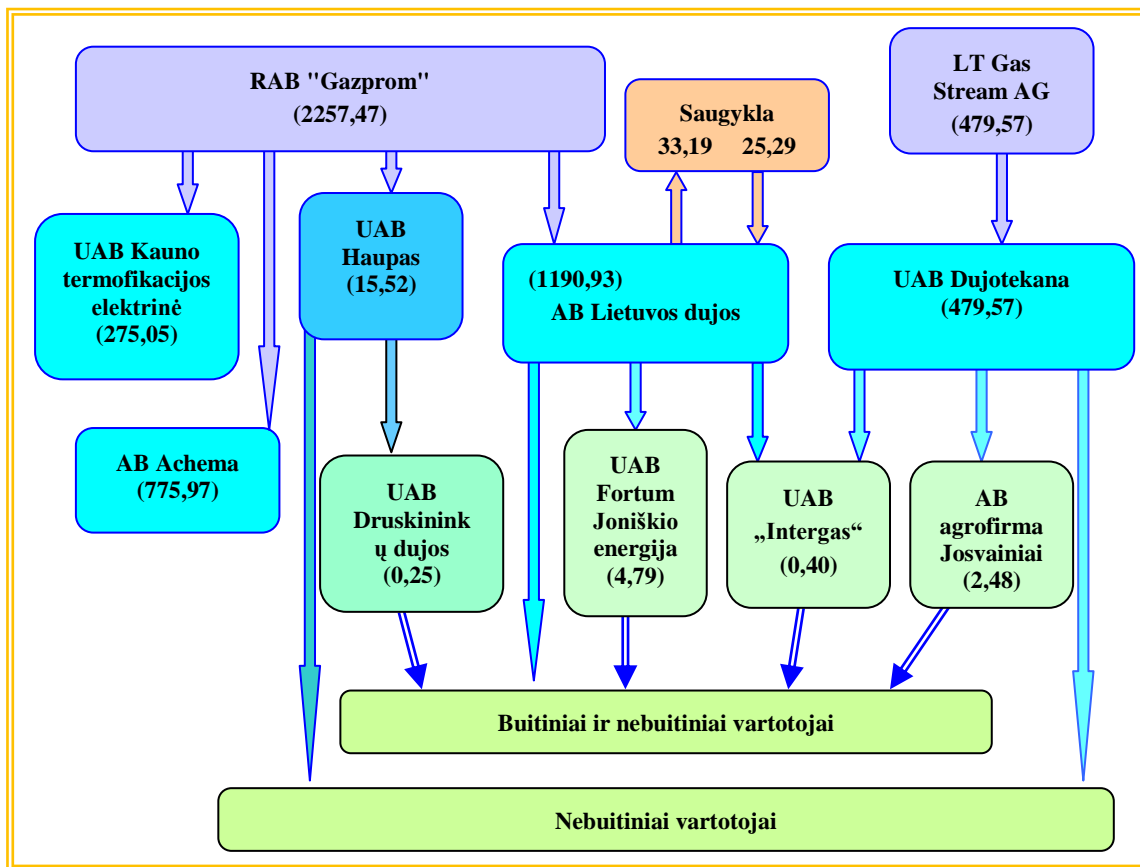 RAB "Gazprom"
(2257,47)
LT Gas
Stream AG
(479,57)
Saugykla
33,19 25,29
UAB Kauno
termofikacijos
elektrinė
(275,05)
UAB
Haupas
(15,52)
(1190,93)
AB Lietuvos dujos
UAB Dujotekana
(479,57)
AB Achema
(775,97)
UAB
Druskinink
ų dujos
(0,25)
UAB
Fortum
Joniškio
energija
(4,79)
UAB
„Intergas“
(0,40)
AB
agrofirma
Josvainiai
(2,48)
Buitiniai ir nebuitiniai vartotojai
Nebuitiniai vartotojai